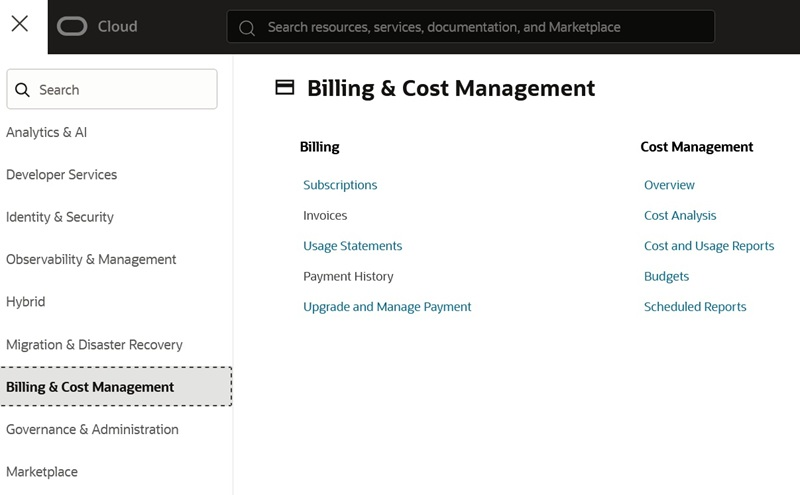 Cloud
Search resources, services, documentation, and Marketplace
Search
Analytics & AI
Developer Services
Identity & Security
Observability & Management
Hybrid
Migration & Disaster Recovery
Billing & Cost Management
Governance & Administration
Marketplace
Billing & Cost Management
Billing
Subscriptions
Invoices
Usage Statements
Payment History
Upgrade and Manage Payment
Cost Management
Overview
Cost Analysis
Cost and Usage Reports
Budgets
Scheduled Reports